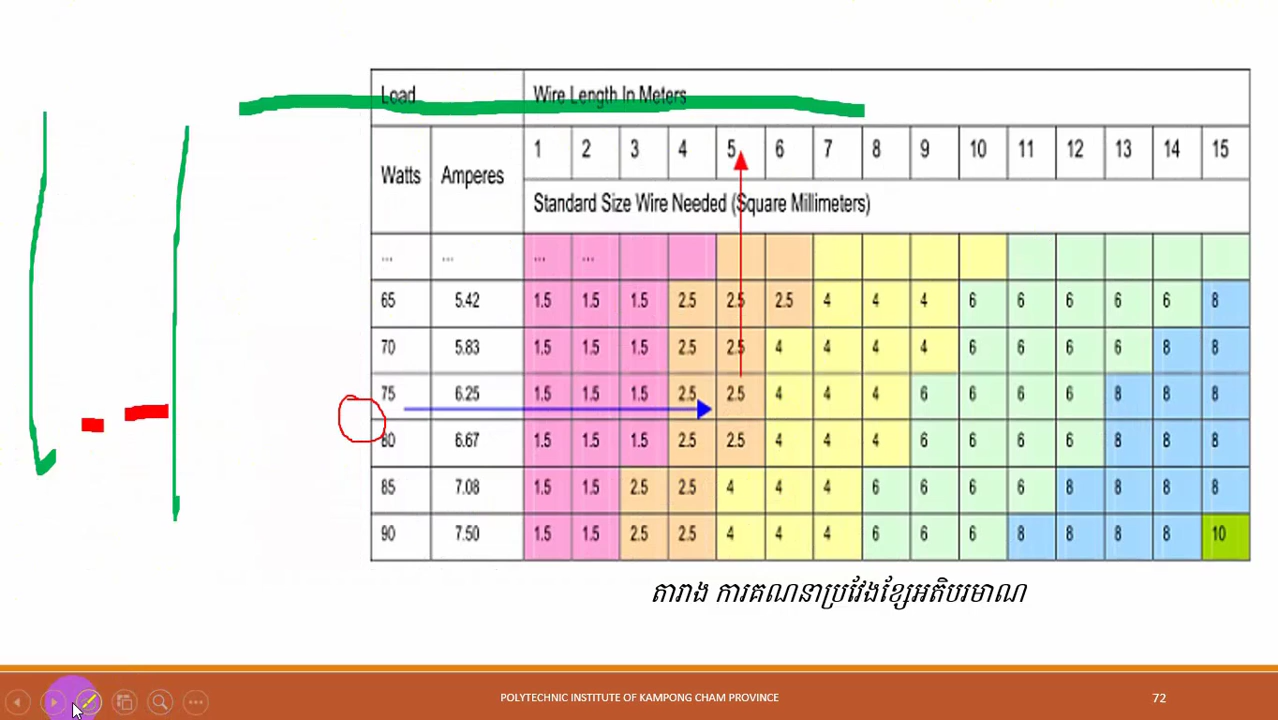 Load Wire Length In Meters
Watts Amperes 1 2 3 4 5 6 7 8 9 10 11 12 13 14 15
Standard Size Wire Needed (Square Millimeters)
... ... ... ...
65 5.42 1.5 1.5 1.5 2.5 2.5 2.5 4 4 4 6 6 6 6 6 8
70 5.83 1.5 1.5 1.5 2.5 2.5 4 4 4 4 6 6 6 6 8 8
75 6.25 1.5 1.5 1.5 2.5 2.5 4 4 4 6 6 6 6 8 8 8
80 6.67 1.5 1.5 1.5 2.5 2.5 4 4 4 6 6 6 6 8 8 8
85 7.08 1.5 1.5 2.5 2.5 4 4 4 6 6 6 6 8 8 8 8
90 7.50 1.5 1.5 2.5 2.5 4 4 4 6 6 6 8 8 8 8 10
តារាង ការគណនាប្រវែងខ្សែអតិបរមាណ
POLYTECHNIC INSTITUTE OF KAMPONG CHAM PROVINCE 72